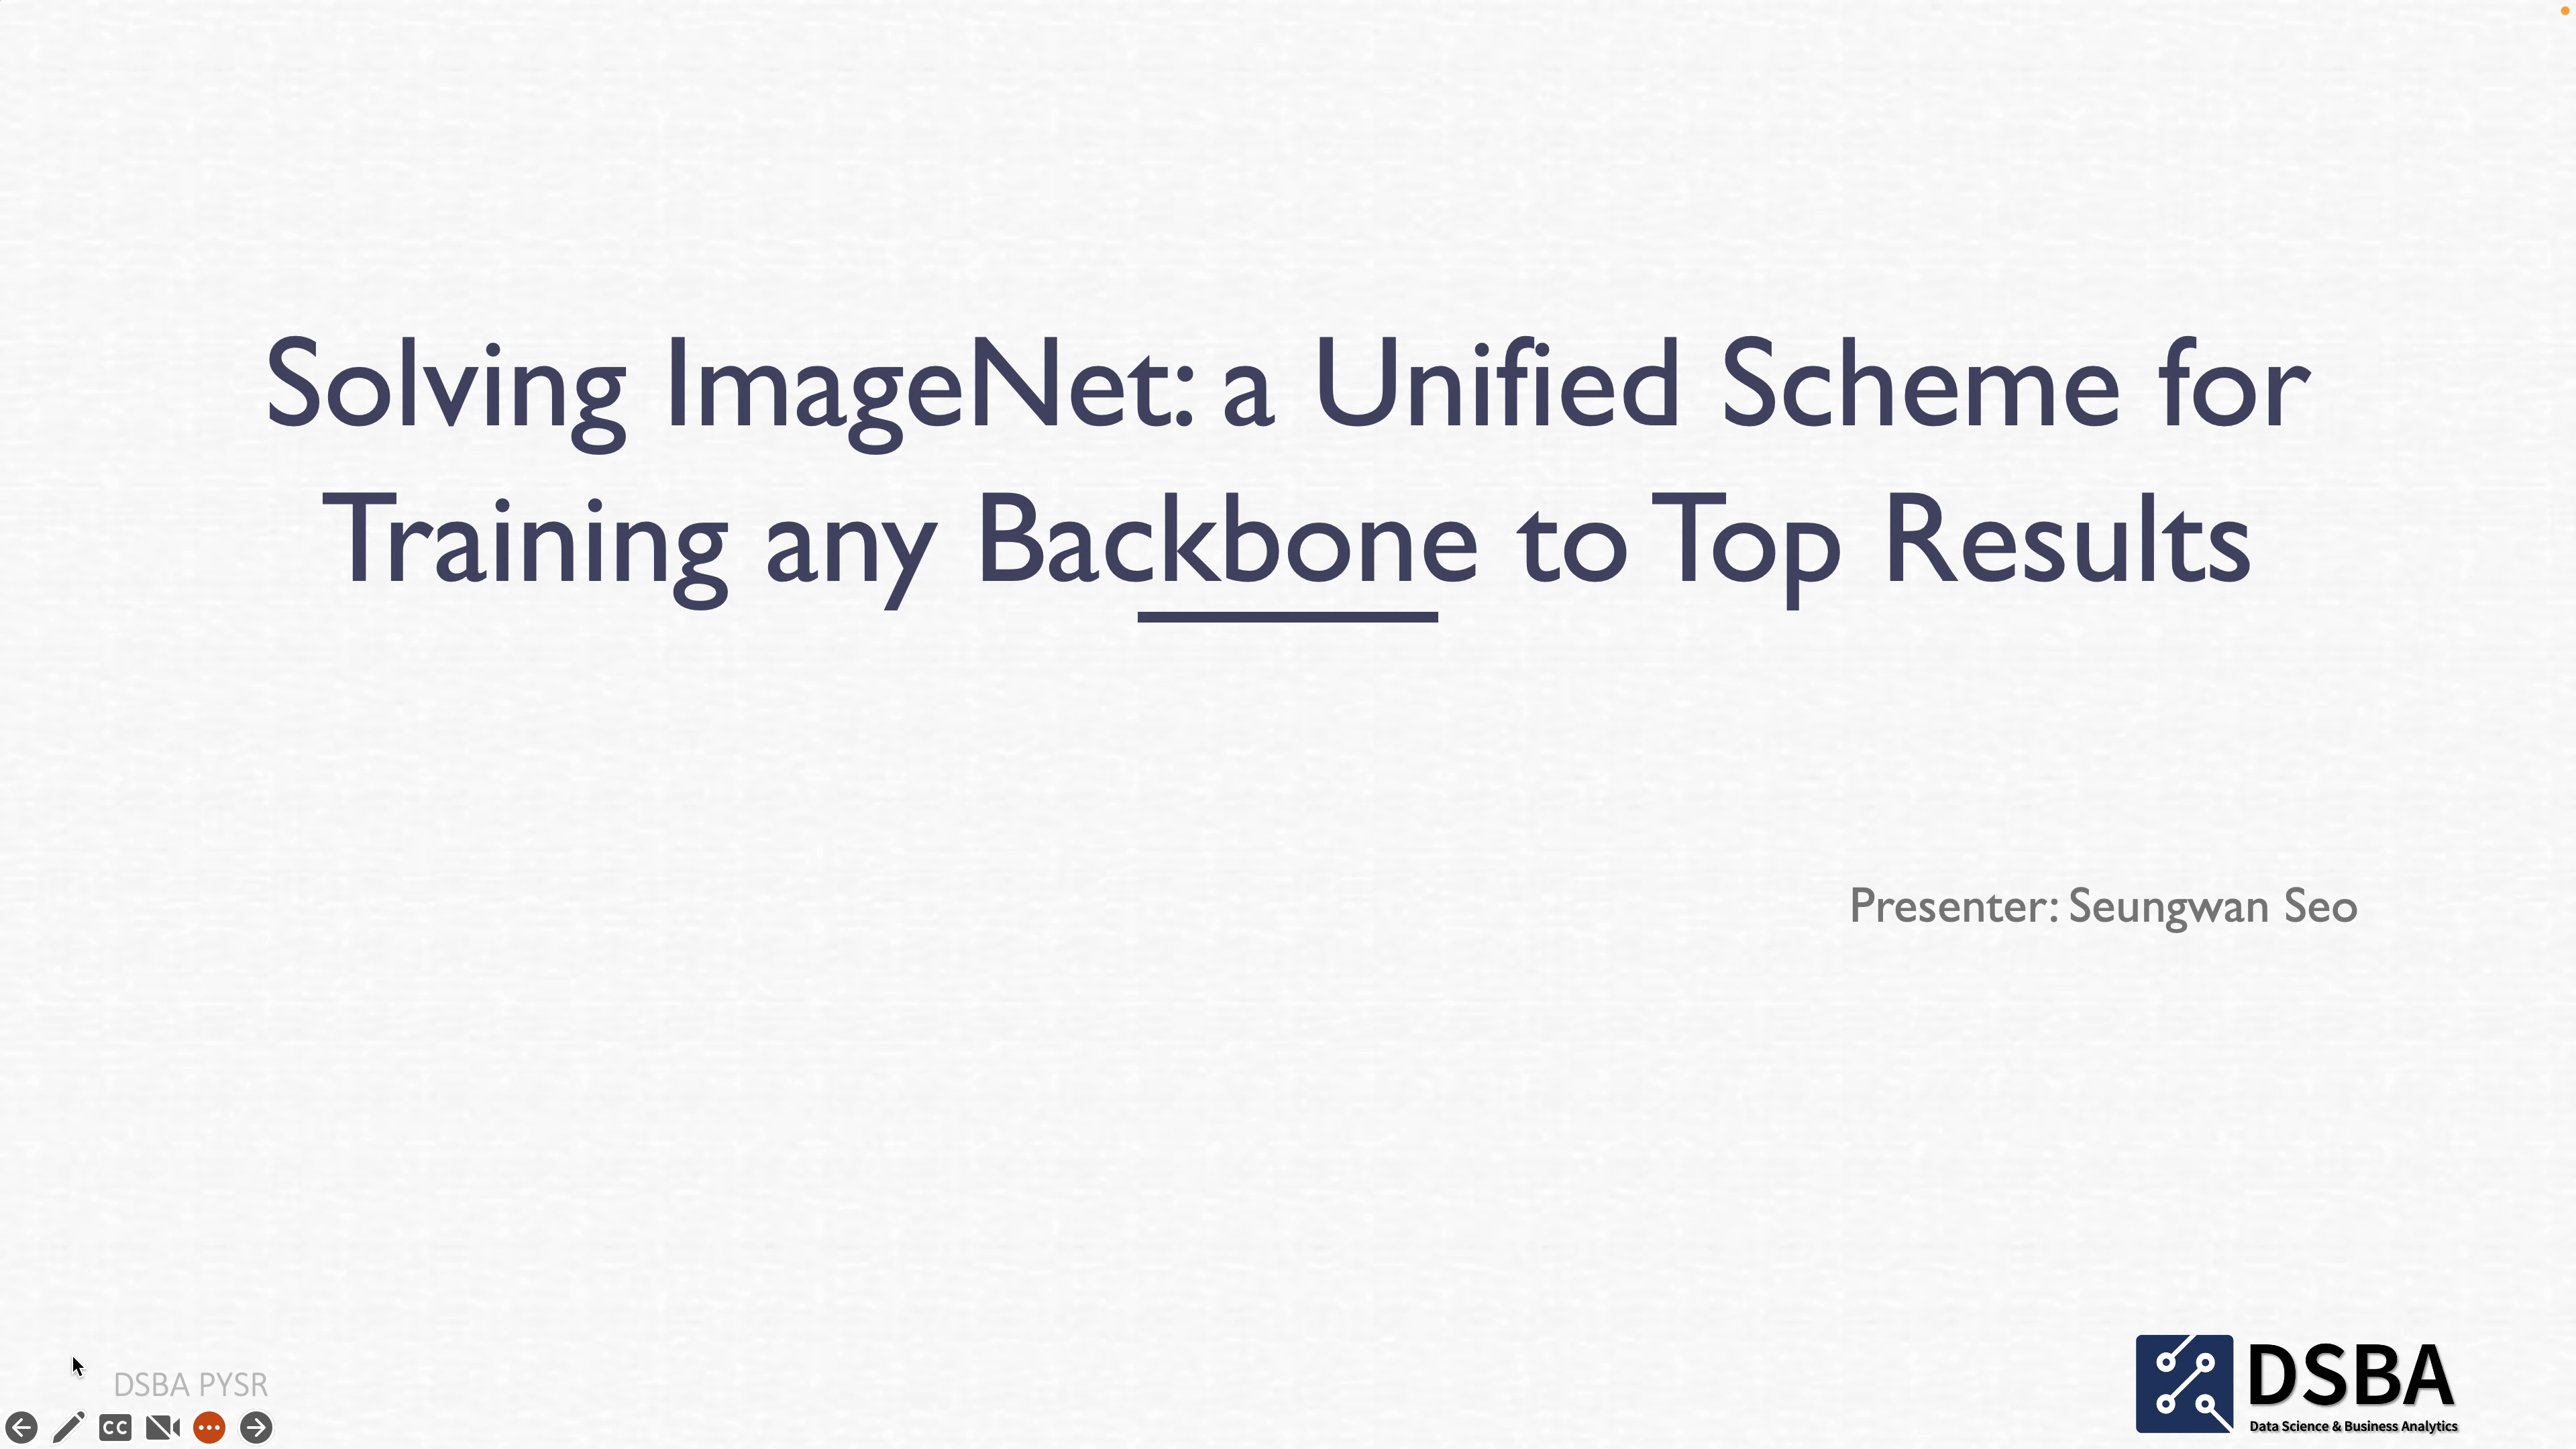 Solving ImageNet: a Unified Scheme for
Training any Backbone to Top Results
Presenter: Seungwan Seo
DSBA PYSR
CC
DSBA
Data Science & Business Analytics